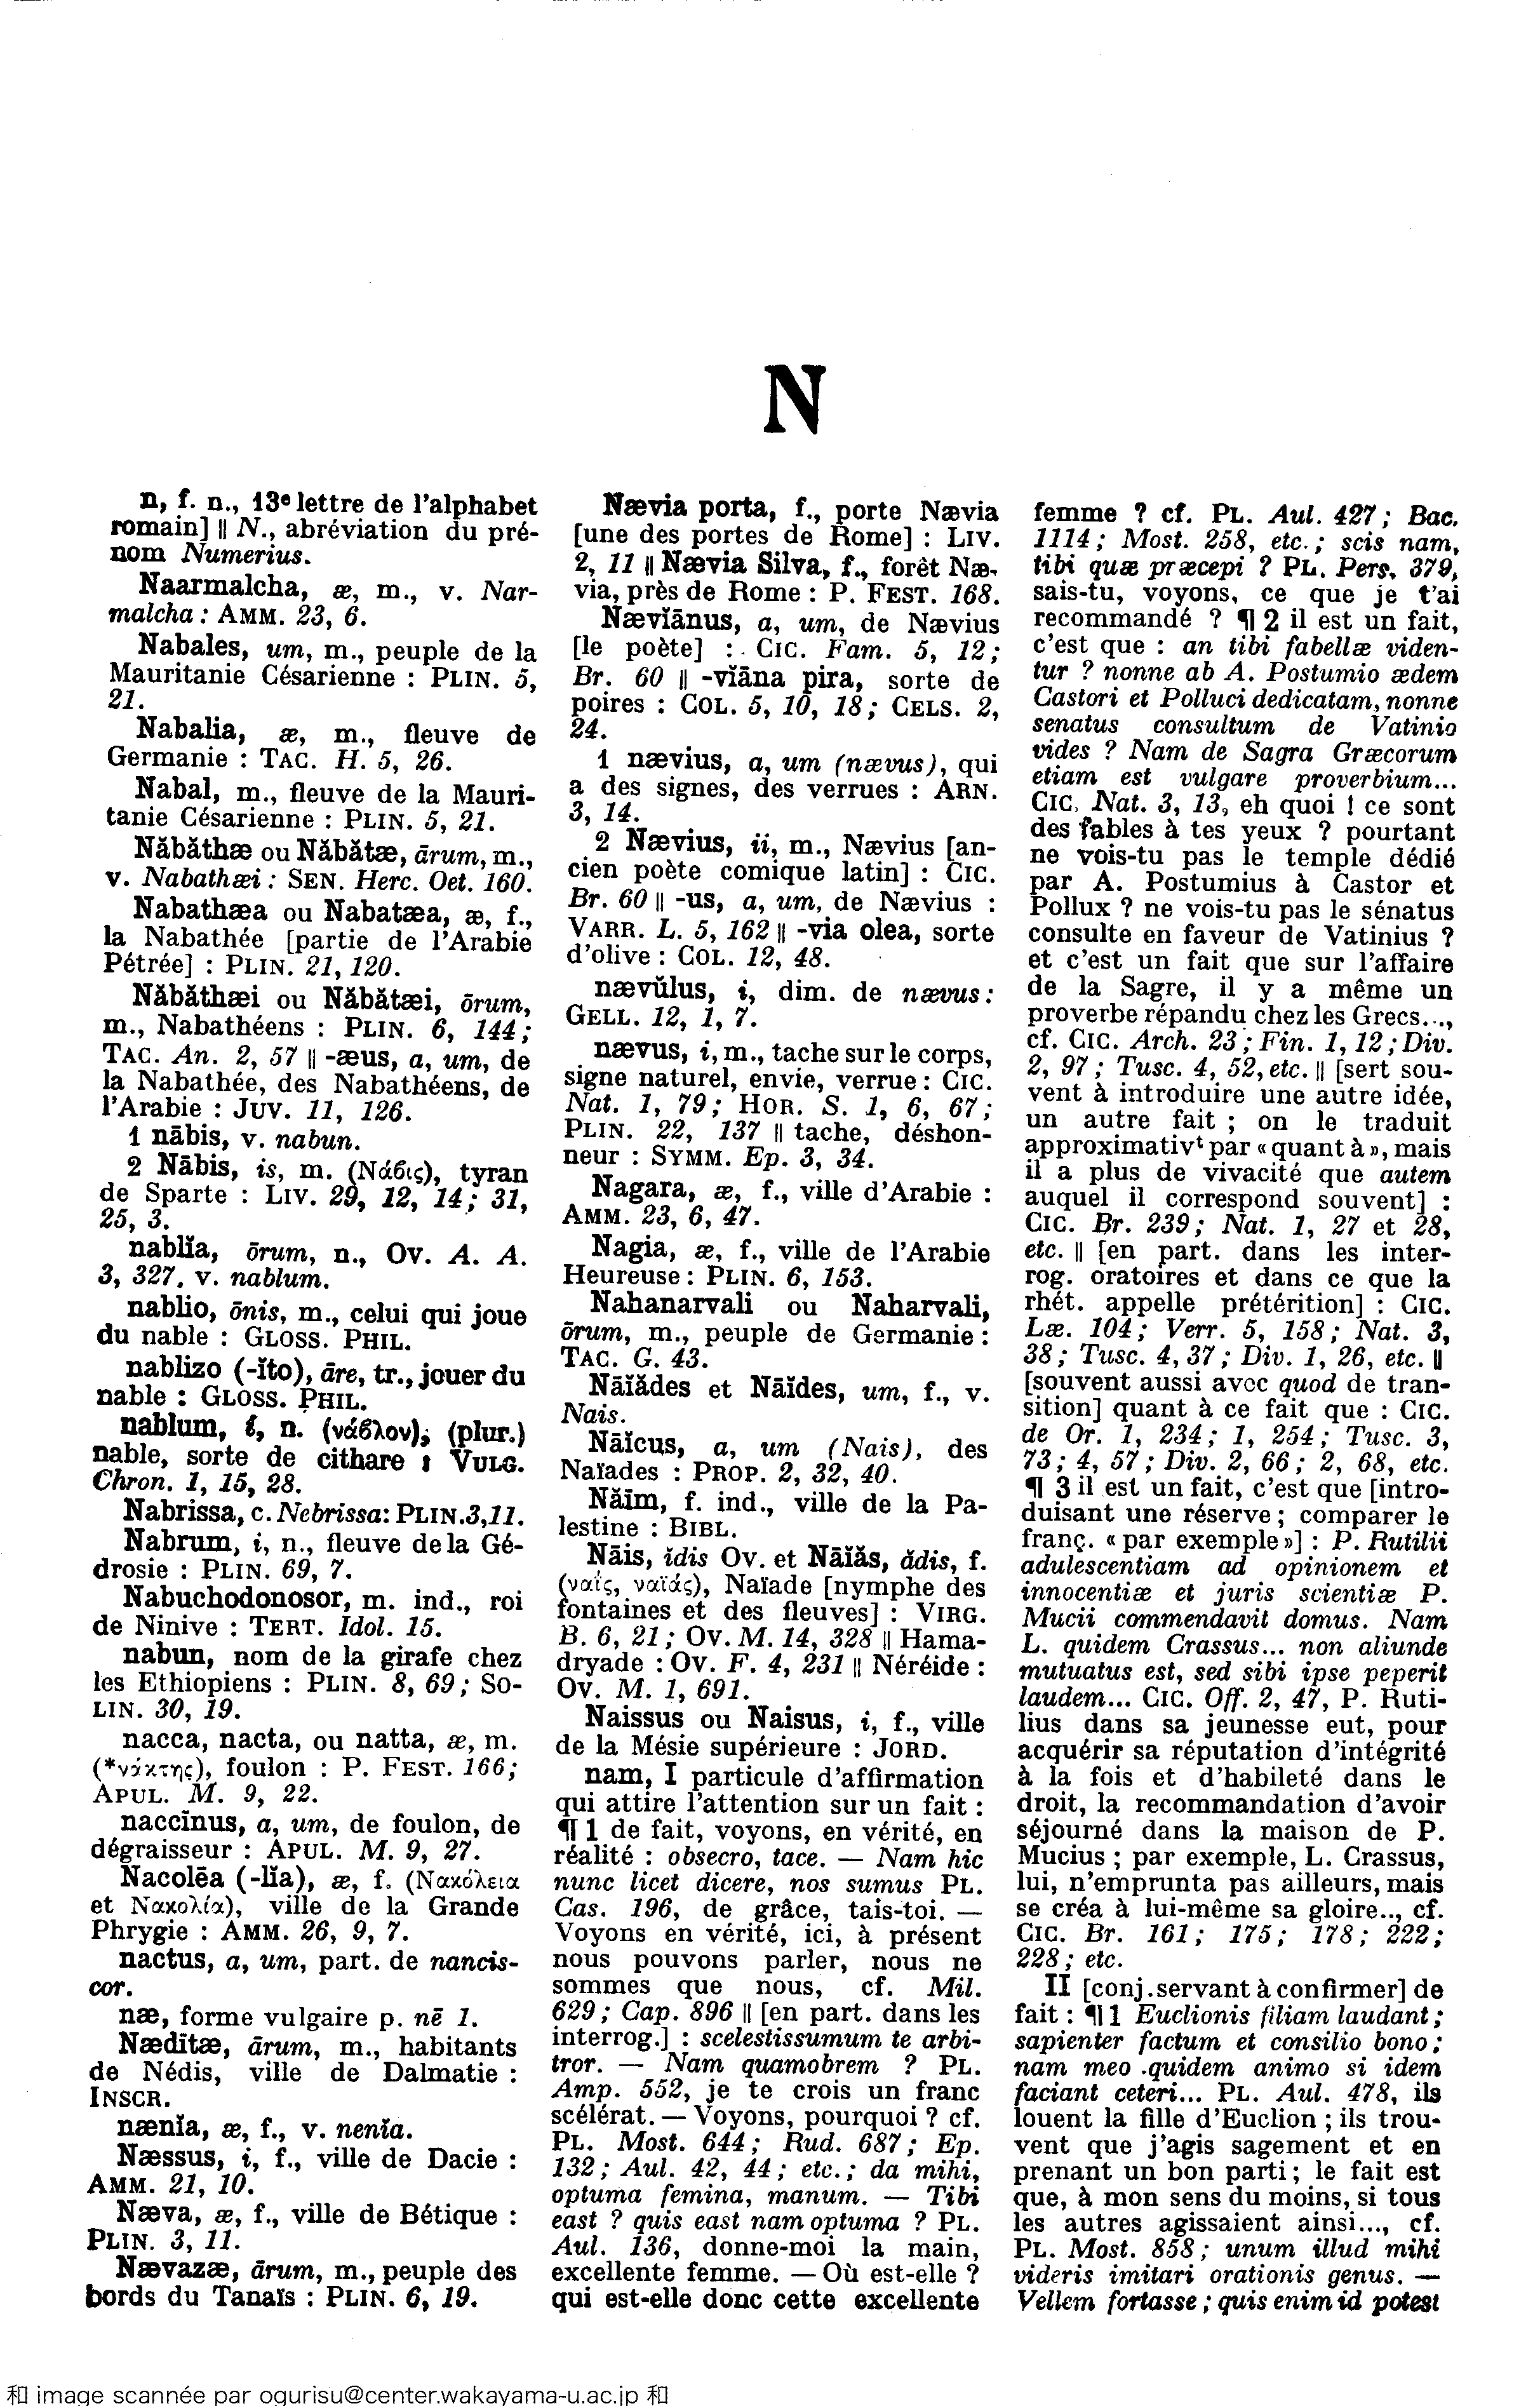 N
n, f. n., 13e lettre de l'alphabet
romain] || N., abréviation du pré-
nom Numerius.
Naarmalcha, æ, m., v. Nar-
malcha : AMM. 23, 6.
Nabales, um, m., peuple de la
Mauritanie Césarienne : PLIN. 5,
21.
Nabalia, æ, m., fleuve de
Germanie : TAC. H. 5, 26.
Nabal, m., fleuve de la Mauri-
tanie Césarienne : PLIN. 5, 21.
Năbăthæ ou Năbătæ, ārum, m.,
v. Nabathæi : SEN. Herc. Oet. 160.
Nabathæa ou Nabatæa, æ, f.,
la Nabathée [partie de l'Arabie
Pétrée] : PLIN. 21, 120.
Năbăthæi ou Năbătæi, ōrum,
m., Nabathéens : PLIN. 6, 144 ;
TAC. An. 2, 57 || -æus, a, um, de
la Nabathée, des Nabathéens, de
l'Arabie : JUV. 11, 126.
1 nābis, v. nabun.
2 Nābis, is, m. (Νάϐις), tyran
de Sparte : LIV. 29, 12, 14 ; 31,
25, 3.
nablĭa, ōrum, n., OV. A. A.
3, 327. v. nablum.
nablio, ōnis, m., celui qui joue
du nable : GLOSS. PHIL.
nablizo (-ĭto), āre, tr., jouer du
nable : GLOSS. PHIL.
nablum, i, n. (νάϐλον), (plur.)
nable, sorte de cithare : VULG.
Chron. 1, 15, 28.
Nabrissa, c. Nebrissa : PLIN. 3, 11.
Nabrum, i, n., fleuve de la Gé-
drosie : PLIN. 69, 7.
Nabuchodonosor, m. ind., roi
de Ninive : TERT. Idol. 15.
nabun, nom de la girafe chez
les Ethiopiens : PLIN. 8, 69 ; SO-
LIN. 30, 19.
nacca, nacta, ou natta, æ, m.
(*νάκτης), foulon : P. FEST. 166 ;
APUL. M. 9, 22.
naccīnus, a, um, de foulon, de
dégraisseur : APUL. M. 9, 27.
Nacolēa (-lĭa), æ, f. (Νακόλεια
et Νακολία), ville de la Grande
Phrygie : AMM. 26, 9, 7.
nactus, a, um, part. de nancis-
cor.
næ, forme vulgaire p. nē 1.
Nædītæ, ārum, m., habitants
de Nédis, ville de Dalmatie :
INSCR.
nænĭa, æ, f., v. nenĭa.
Næssus, i, f., ville de Dacie :
AMM. 21, 10.
Næva, æ, f., ville de Bétique :
PLIN. 3, 11.
Nævazæ, ārum, m., peuple des
bords du Tanaïs : PLIN. 6, 19.
Nævia porta, f., porte Nævia
[une des portes de Rome] : LIV.
2, 11 || Nævia Silva, f., forêt Næ-
via, près de Rome : P. FEST. 168.
Nævĭānus, a, um, de Nævius
[le poète] : CIC. Fam. 5, 12 ;
Br. 60 || -vĭāna pira, sorte de
poires : COL. 5, 10, 18 ; CELS. 2,
24.
1 nævius, a, um (nævus), qui
a des signes, des verrues : ARN.
3, 14.
2 Nævius, ii, m., Nævius [an-
cien poète comique latin] : CIC.
Br. 60 || -us, a, um, de Nævius :
VARR. L. 5, 162 || -via olea, sorte
d'olive : COL. 12, 48.
nævŭlus, i, dim. de nævus :
GELL. 12, 1, 7.
nævus, i, m., tache sur le corps,
signe naturel, envie, verrue : CIC.
Nat. 1, 79 ; HOR. S. 1, 6, 67 ;
PLIN. 22, 137 || tache, déshon-
neur : SYMM. Ep. 3, 34.
Nagara, æ, f., ville d'Arabie :
AMM. 23, 6, 47.
Nagia, æ, f., ville de l'Arabie
Heureuse : PLIN. 6, 153.
Nahanarvali ou Naharvali,
ōrum, m., peuple de Germanie :
TAC. G. 43.
Nāĭădes et Nāĭdes, um, f., v.
Nais.
Nāĭcus, a, um (Nais), des
Naïades : PROP. 2, 32, 40.
Năīm, f. ind., ville de la Pa-
lestine : BIBL.
Nāis, ĭdis OV. et Nāĭăs, ădis, f.
(ναΐς, ναϊάς), Naïade [nymphe des
fontaines et des fleuves] : VIRG.
B. 6, 21 ; OV. M. 14, 328 || Hama-
dryade : OV. F. 4, 231 || Néréide :
OV. M. 1, 691.
Naissus ou Naisus, i, f., ville
de la Mésie supérieure : JORD.
nam, I particule d'affirmation
qui attire l'attention sur un fait :
¶ 1 de fait, voyons, en vérité, en
réalité : obsecro, tace. — Nam hic
nunc licet dicere, nos sumus PL.
Cas. 196, de grâce, tais-toi. —
Voyons en vérité, ici, à présent
nous pouvons parler, nous ne
sommes que nous, cf. Mil.
629 ; Cap. 896 || [en part. dans les
interrog.] : scelestissumum te arbi-
tror. — Nam quamobrem ? PL.
Amp. 552, je te crois un franc
scélérat. — Voyons, pourquoi ? cf.
PL. Most. 644 ; Rud. 687 ; Ep.
132 ; Aul. 42, 44 ; etc. ; da mihi,
optuma femina, manum. — Tibi
east ? quis east nam optuma ? PL.
Aul. 136, donne-moi la main,
excellente femme. — Où est-elle ?
qui est-elle donc cette excellente
femme ? cf. PL. Aul. 427 ; Bac.
1114 ; Most. 258, etc. ; scis nam,
tibi quæ præcepi ? PL. Pers. 379,
sais-tu, voyons, ce que je t'ai
recommandé ? ¶ 2 il est un fait,
c'est que : an tibi fabellæ viden-
tur ? nonne ab A. Postumio ædem
Castori et Polluci dedicatam, nonne
senatus consultum de Vatinio
vides ? Nam de Sagra Græcorum
etiam est vulgare proverbium...
CIC. Nat. 3, 13, eh quoi ! ce sont
des fables à tes yeux ? pourtant
ne vois-tu pas le temple dédié
par A. Postumius à Castor et
Pollux ? ne vois-tu pas le sénatus
consulte en faveur de Vatinius ?
et c'est un fait que sur l'affaire
de la Sagre, il y a même un
proverbe répandu chez les Grecs...,
cf. CIC. Arch. 23 ; Fin. 1, 12 ; Div.
2, 97 ; Tusc. 4, 52, etc. || [sert sou-
vent à introduire une autre idée,
un autre fait ; on le traduit
approximativt par « quant à », mais
il a plus de vivacité que autem
auquel il correspond souvent] :
CIC. Br. 239 ; Nat. 1, 27 et 28,
etc. || [en part. dans les inter-
rog. oratoires et dans ce que la
rhét. appelle prétérition] : CIC.
Læ. 104 ; Verr. 5, 158 ; Nat. 3,
38 ; Tusc. 4, 37 ; Div. 1, 26, etc. ||
[souvent aussi avec quod de tran-
sition] quant à ce fait que : CIC.
de Or. 1, 234 ; 1, 254 ; Tusc. 3,
73 ; 4, 57 ; Div. 2, 66 ; 2, 68, etc.
¶ 3 il est un fait, c'est que [intro-
duisant une réserve ; comparer le
franç. « par exemple »] : P. Rutilii
adulescentiam ad opinionem et
innocentiæ et juris scientiæ P.
Mucii commendavit domus. Nam
L. quidem Crassus... non aliunde
mutuatus est, sed sibi ipse peperit
laudem... CIC. Off. 2, 47, P. Ruti-
lius dans sa jeunesse eut, pour
acquérir sa réputation d'intégrité
à la fois et d'habileté dans le
droit, la recommandation d'avoir
séjourné dans la maison de P.
Mucius ; par exemple, L. Crassus,
lui, n'emprunta pas ailleurs, mais
se créa à lui-même sa gloire.., cf.
CIC. Br. 161 ; 175 ; 178 ; 222 ;
228 ; etc.
II [conj. servant à confirmer] de
fait : ¶ 1 Euclionis filiam laudant ;
sapienter factum et consilio bono ;
nam meo quidem animo si idem
faciant ceteri... PL. Aul. 478, ils
louent la fille d'Euclion ; ils trou-
vent que j'agis sagement et en
prenant un bon parti ; le fait est
que, à mon sens du moins, si tous
les autres agissaient ainsi..., cf.
PL. Most. 858 ; unum illud mihi
videris imitari orationis genus. —
Vellem fortasse ; quis enim id potest
和 image scannée par ogurisu@center.wakayama-u.ac.jp 和